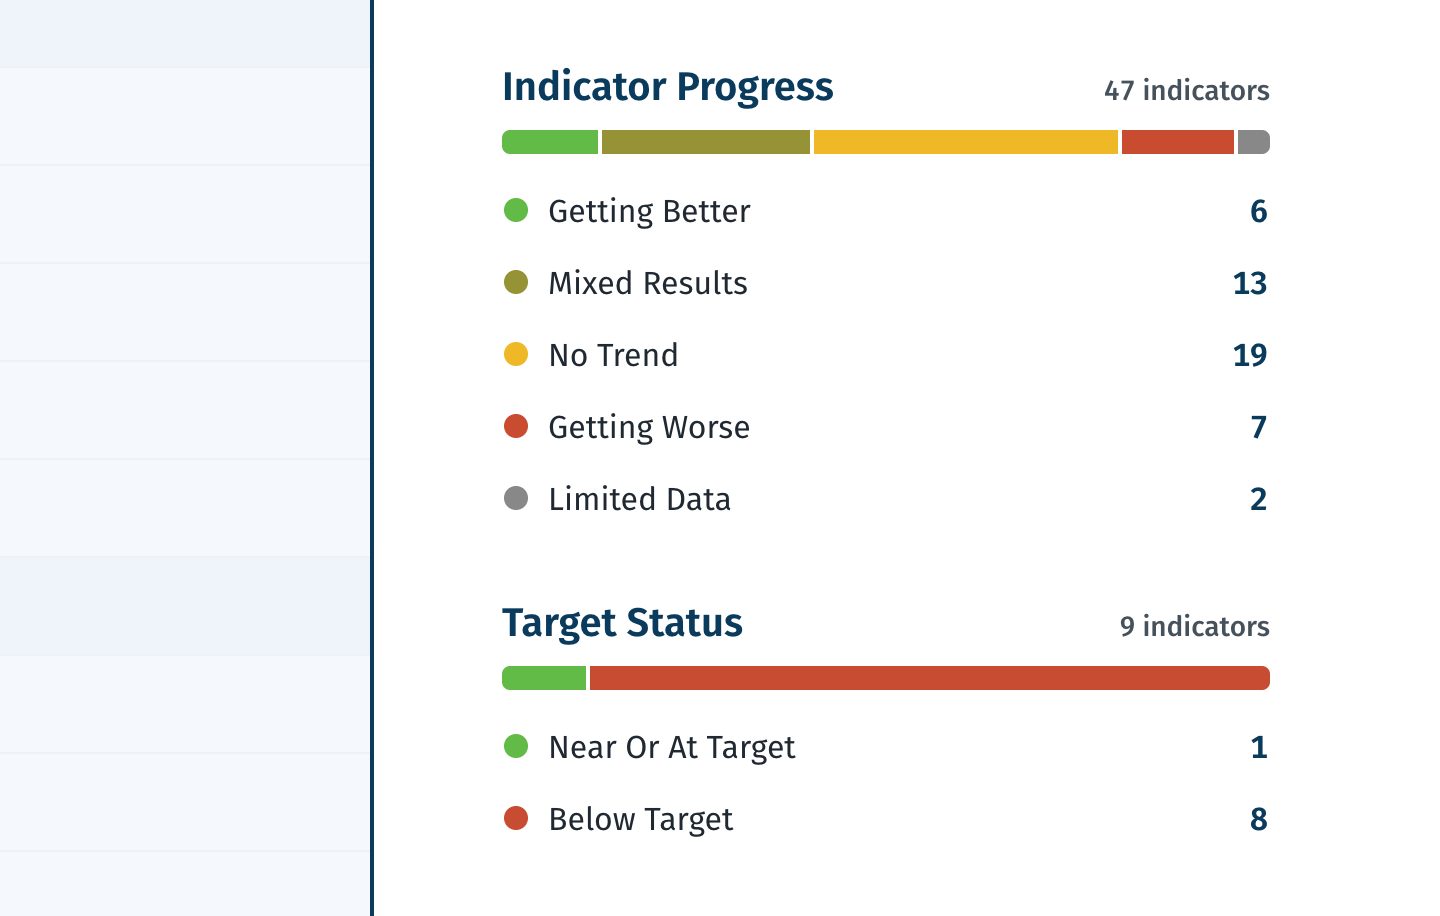 Indicator Progress 47 indicators
Getting Better 6
Mixed Results 13
No Trend 19
Getting Worse 7
Limited Data 2
Target Status 9 indicators
Near Or At Target 1
Below Target 8